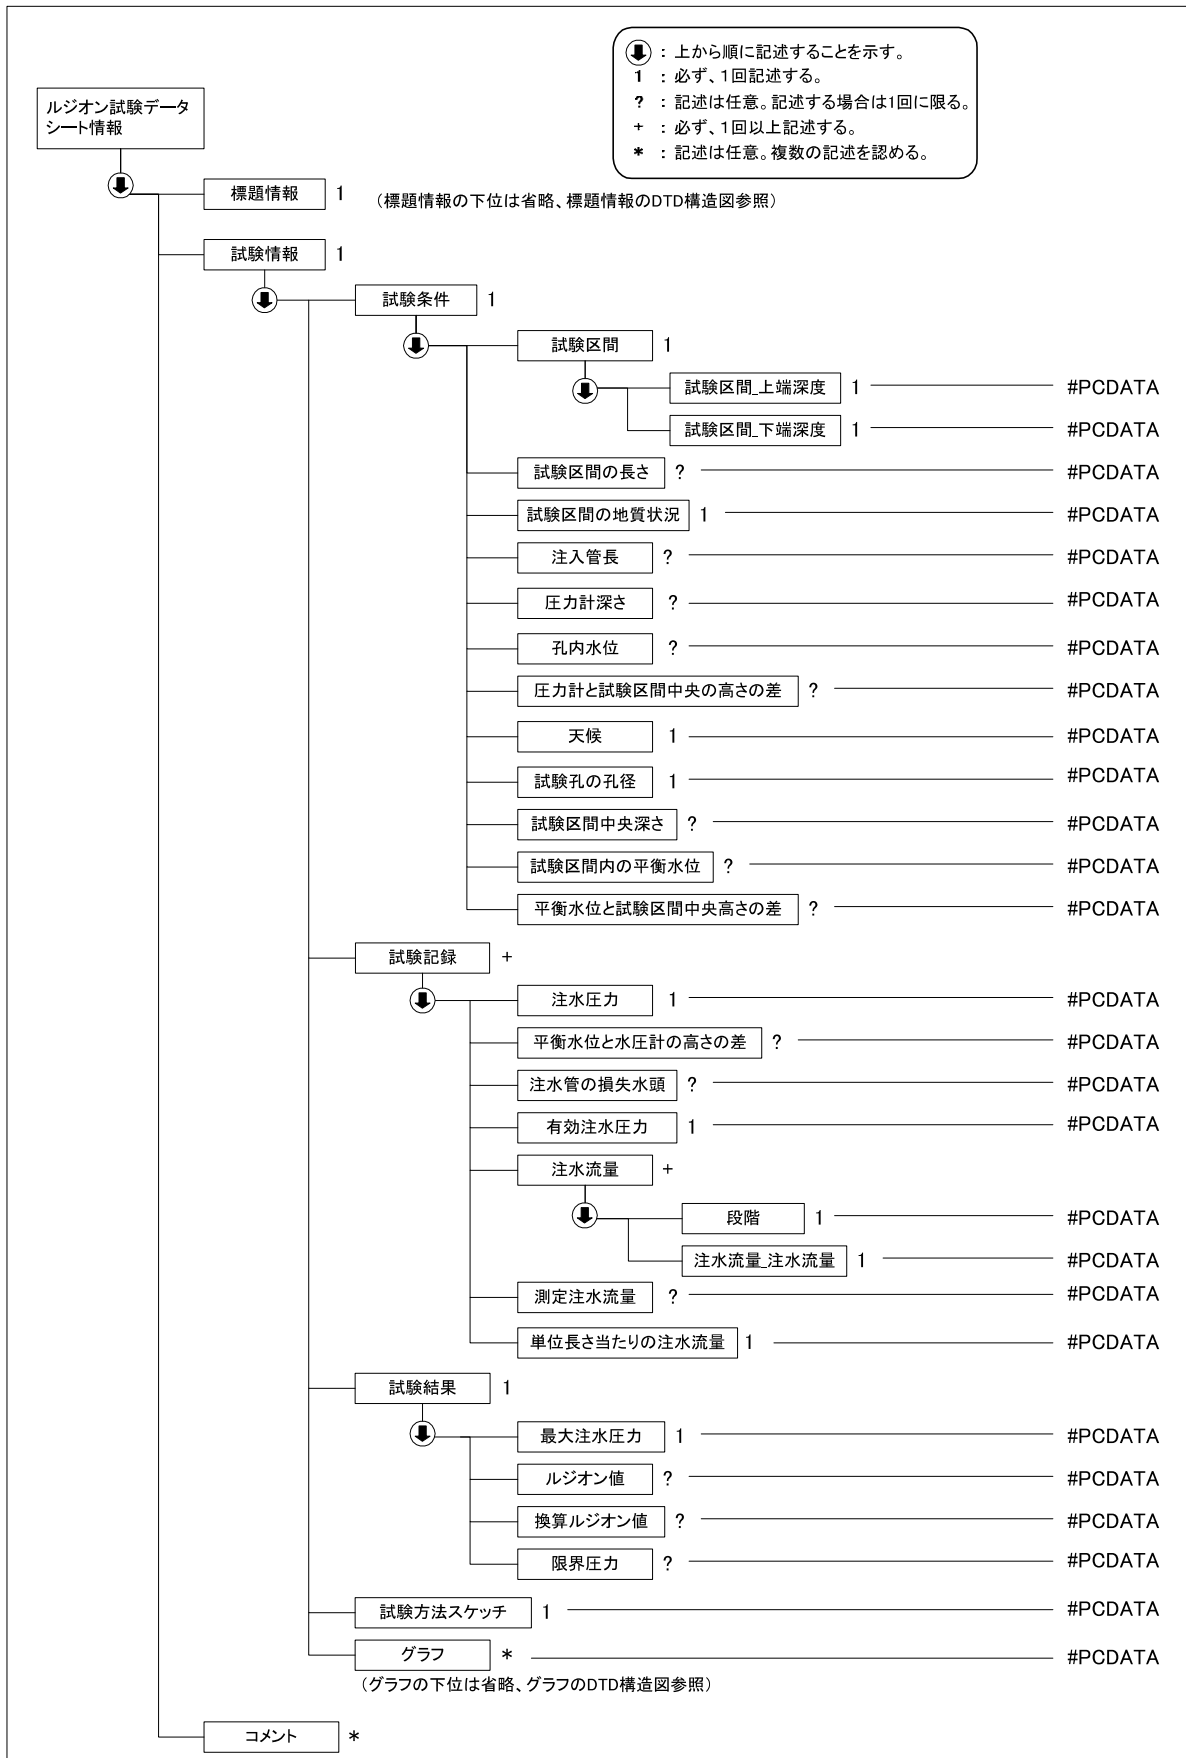 ：上から順に記述することを示す。
1 ：必ず、1回記述する。
? ：記述は任意。記述する場合は1回に限る。
+ ：必ず、1回以上記述する。
* ：記述は任意。複数の記述を認める。
ルジオン試験データ
シート情報
標題情報 1 （標題情報の下位は省略、標題情報のDTD構造図参照）
試験情報 1
試験条件 1
試験区間 1
試験区間_上端深度 1 #PCDATA
試験区間_下端深度 1 #PCDATA
試験区間の長さ ? #PCDATA
試験区間の地質状況 1 #PCDATA
注入管長 ? #PCDATA
圧力計深さ ? #PCDATA
孔内水位 ? #PCDATA
圧力計と試験区間中央の高さの差 ? #PCDATA
天候 1 #PCDATA
試験孔の孔径 1 #PCDATA
試験区間中央深さ ? #PCDATA
試験区間内の平衡水位 ? #PCDATA
平衡水位と試験区間中央高さの差 ? #PCDATA
試験記録 +
注水圧力 1 #PCDATA
平衡水位と水圧計の高さの差 ? #PCDATA
注水管の損失水頭 ? #PCDATA
有効注水圧力 1 #PCDATA
注水流量 +
段階 1 #PCDATA
注水流量_注水流量 1 #PCDATA
測定注水流量 ? #PCDATA
単位長さ当たりの注水流量 1 #PCDATA
試験結果 1
最大注水圧力 1 #PCDATA
ルジオン値 ? #PCDATA
換算ルジオン値 ? #PCDATA
限界圧力 ? #PCDATA
試験方法スケッチ 1 #PCDATA
グラフ * #PCDATA
（グラフの下位は省略、グラフのDTD構造図参照）
コメント *